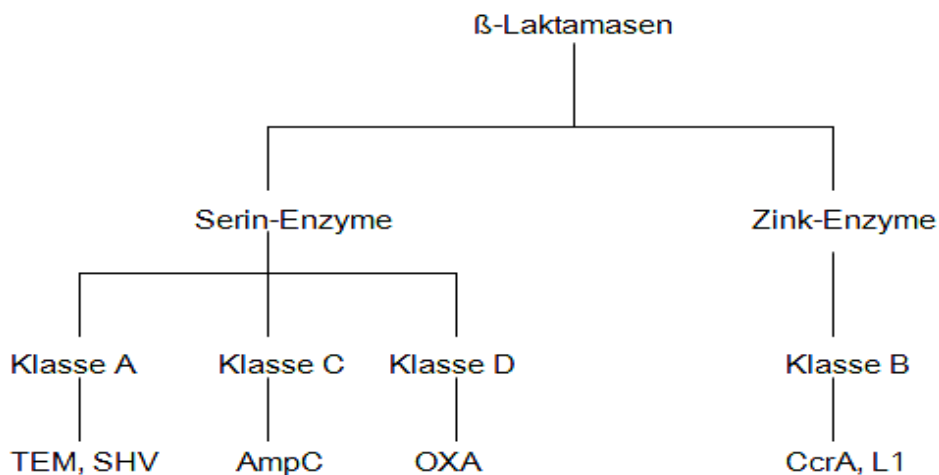 ß-Laktamasen
Serin-Enzyme Zink-Enzyme
Klasse A Klasse C Klasse D Klasse B
TEM, SHV AmpC OXA CcrA, L1